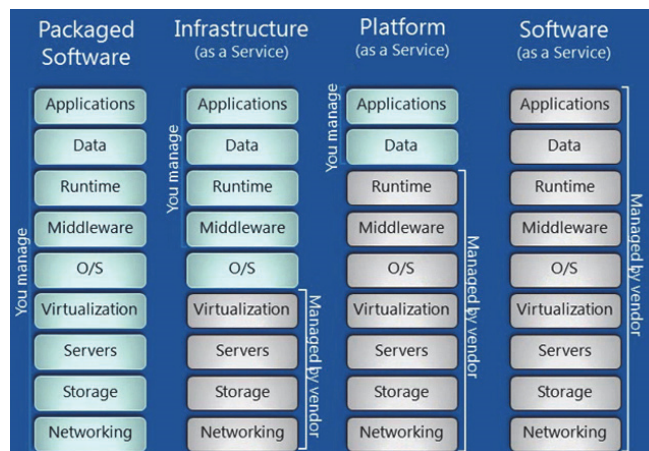 Packaged
Software
You manage
Applications
Data
Runtime
Middleware
O/S
Virtualization
Servers
Storage
Networking
Infrastructure
(as a Service)
You manage
Applications
Data
Runtime
Middleware
O/S
Virtualization
Servers
Storage
Networking
Managed by vendor
Platform
(as a Service)
You manage
Applications
Data
Runtime
Middleware
O/S
Virtualization
Servers
Storage
Networking
Managed by vendor
Software
(as a Service)
Applications
Data
Runtime
Middleware
O/S
Virtualization
Servers
Storage
Networking
Managed by vendor